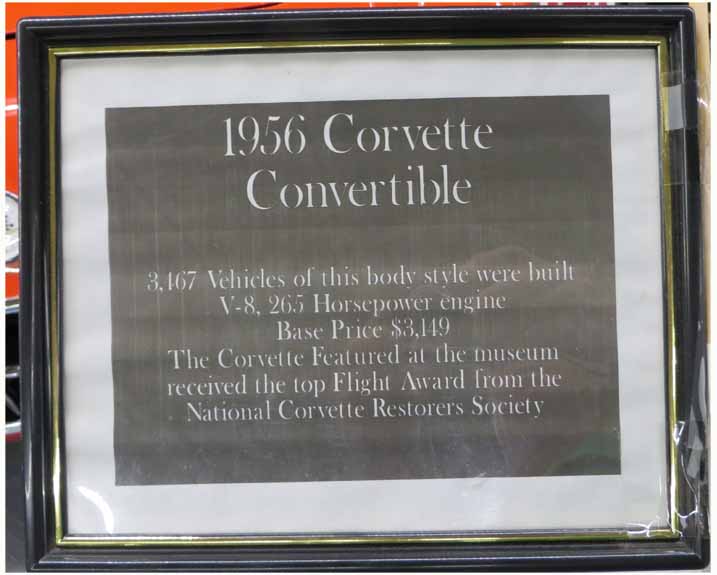 1956 Corvette
Convertible
3,467 Vehicles of this body style were built
V-8, 265 Horsepower engine
Base Price $3,149
The Corvette Featured at the museum
received the top Flight Award from the
National Corvette Restorers Society